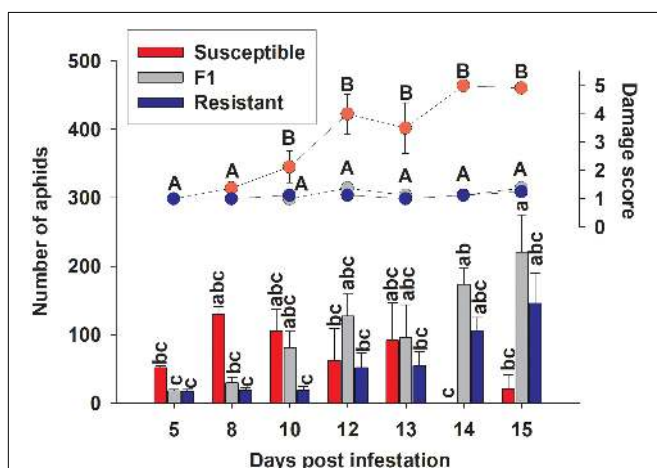 Susceptible
F1
Resistant
Number of aphids
500
400
300
200
100
0
Damage score
5
4
3
2
1
0
B B B B B
A A A A A A A
bc c c
abc bc c
abc abc c
bc abc bc
abc abc bc
c ab abc
bc a abc
5 8 10 12 13 14 15
Days post infestation